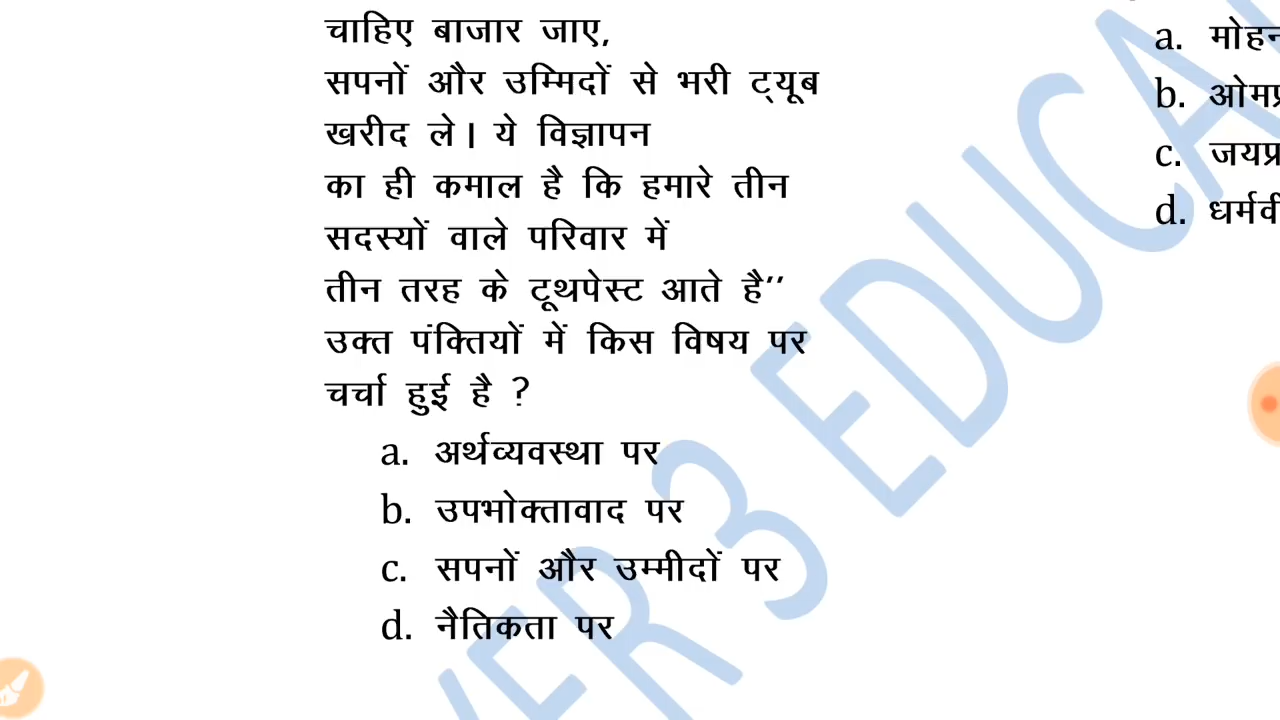 चाहिए बाजार जाए,
सपनों और उम्मिदों से भरी ट्यूब
खरीद ले। ये विज्ञापन
का ही कमाल है कि हमारे तीन
सदस्यों वाले परिवार में
तीन तरह के टूथपेस्ट आते है’’
उक्त पंक्तियों में किस विषय पर
चर्चा हुई है ?
a. अर्थव्यवस्था पर
b. उपभोक्तावाद पर
c. सपनों और उम्मीदों पर
d. नैतिकता पर
a.
b.
c.
d.
3